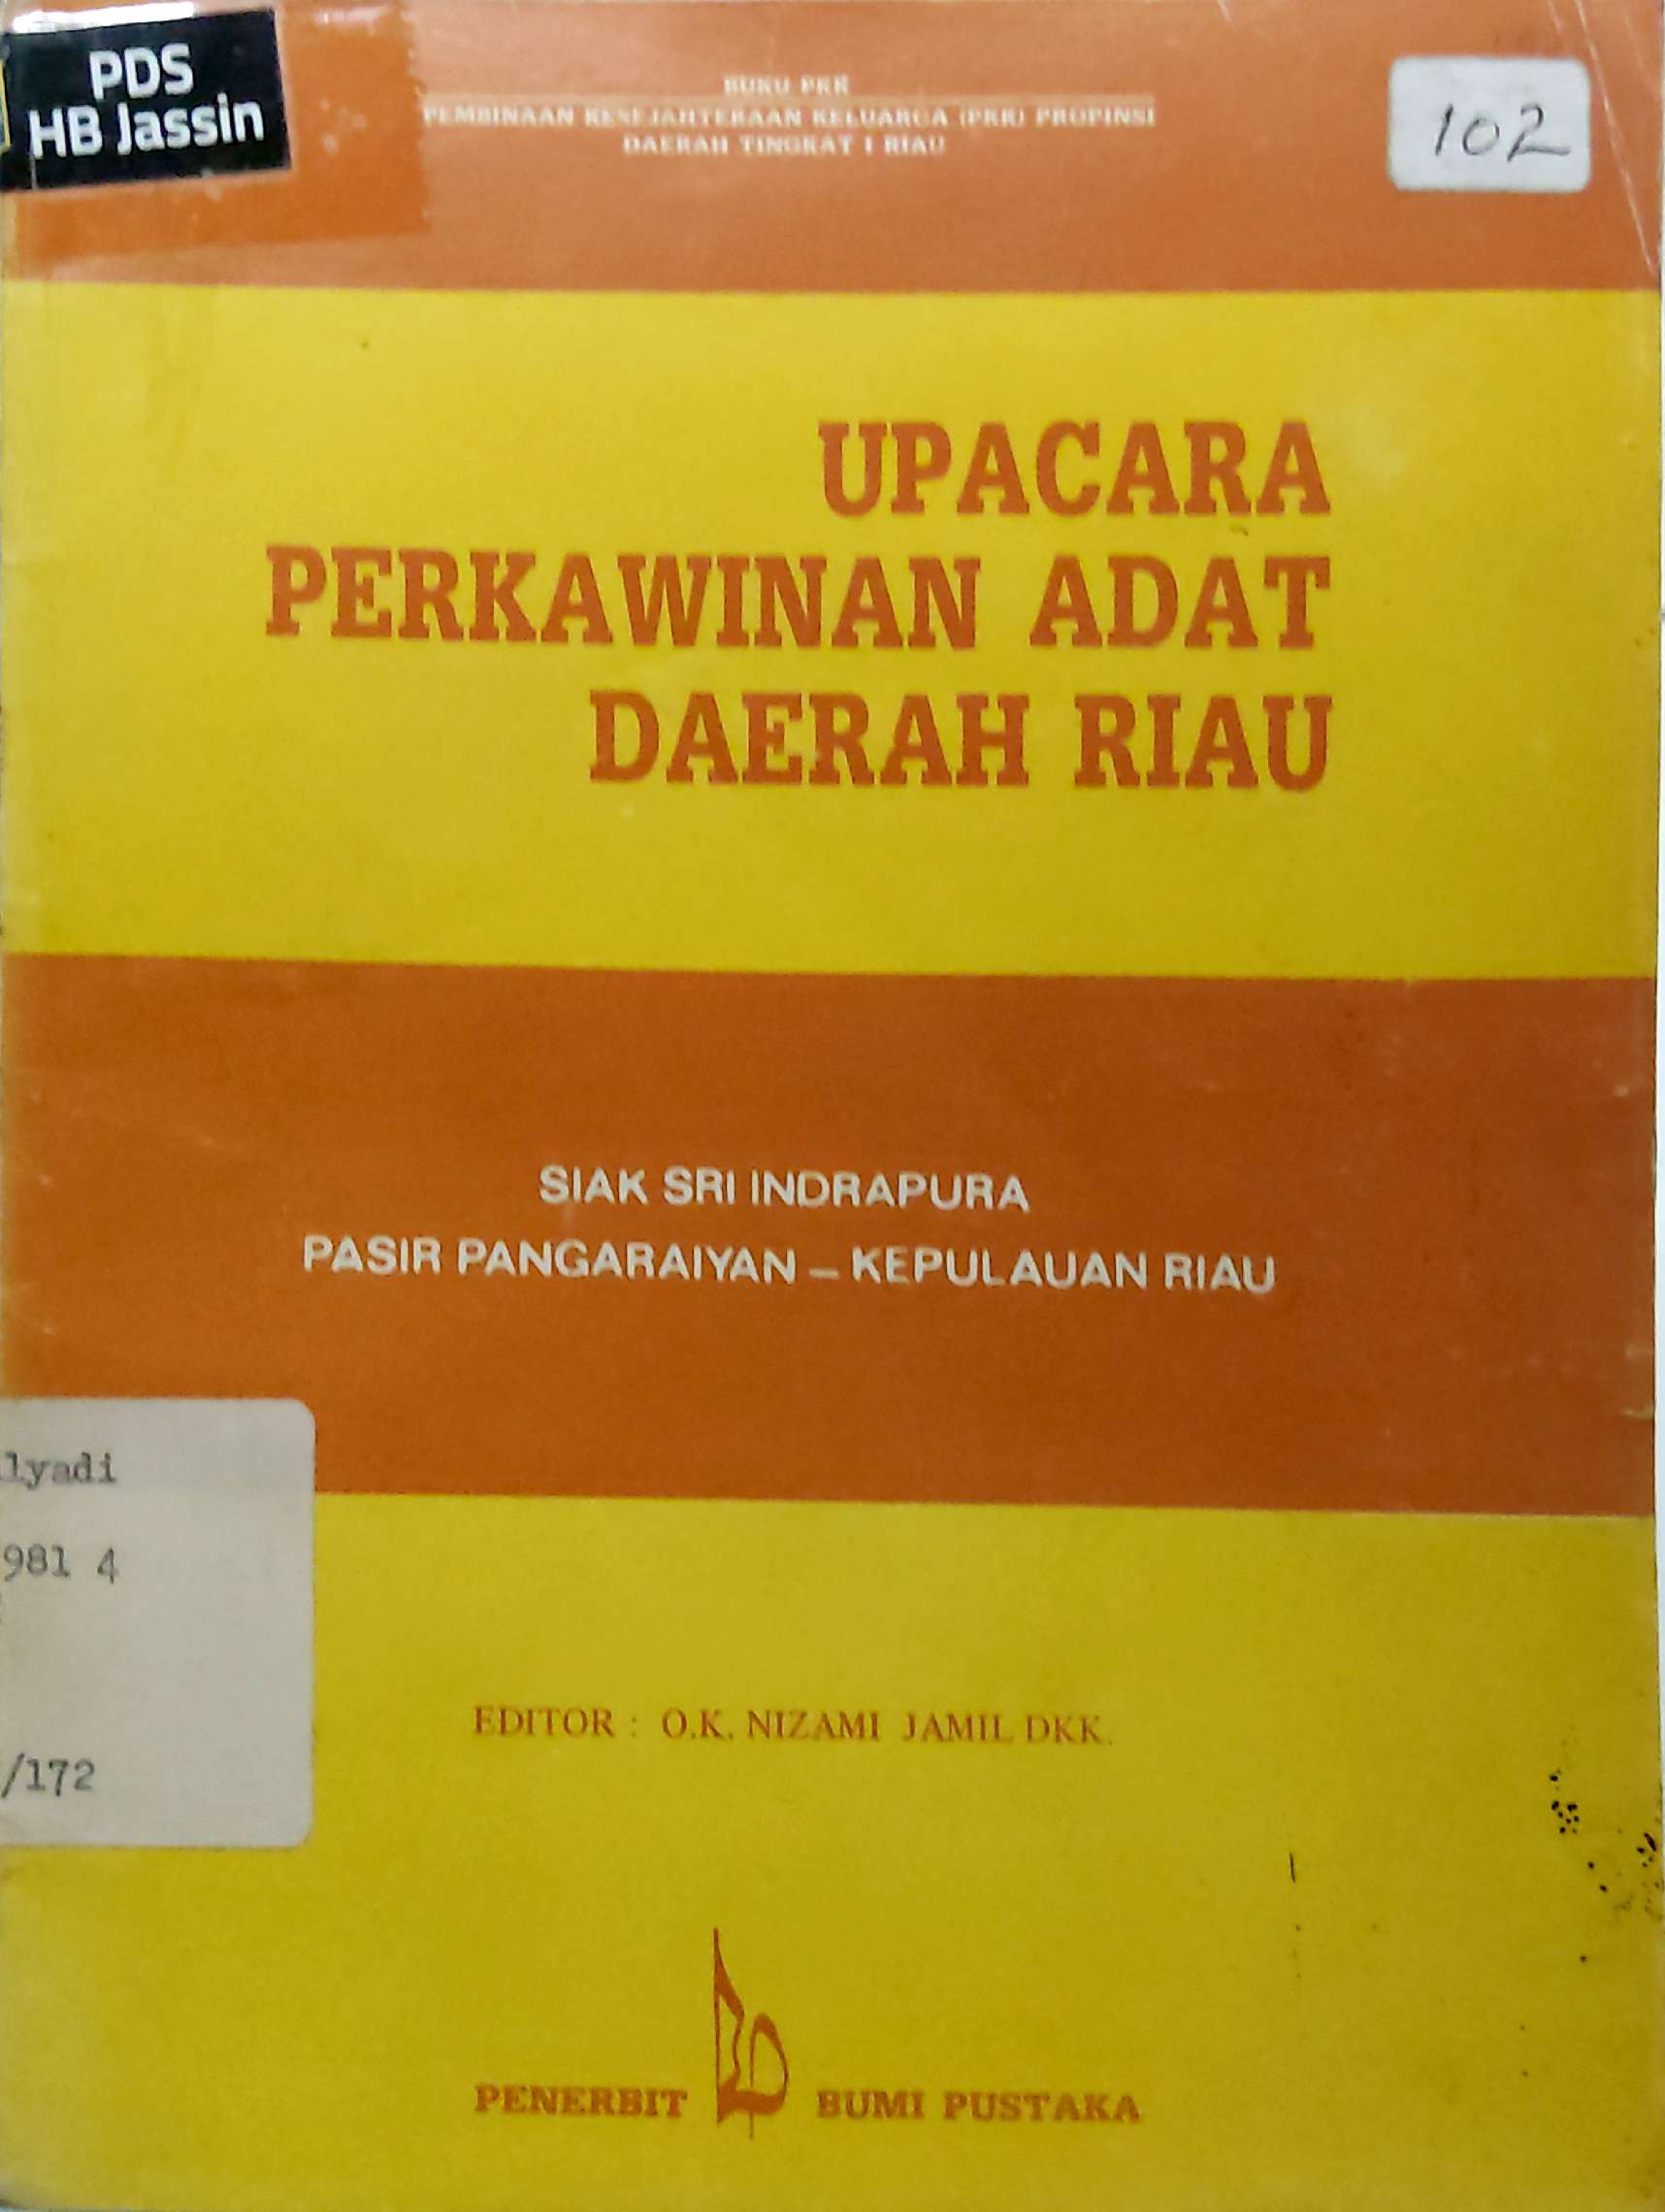 PDS
HB Jassin
102
BUKU PKK
PEMBINAAN KESEJAHTERAAN KELUARGA (PKK) PROPINSI
DAERAH TINGKAT I RIAU
UPACARA
PERKAWINAN ADAT
DAERAH RIAU
SIAK SRI INDRAPURA
PASIR PANGARAIYAN – KEPULAUAN RIAU
lyadi
981 4
/172
EDITOR : O.K. NIZAMI JAMIL DKK.
PENERBIT BUMI PUSTAKA